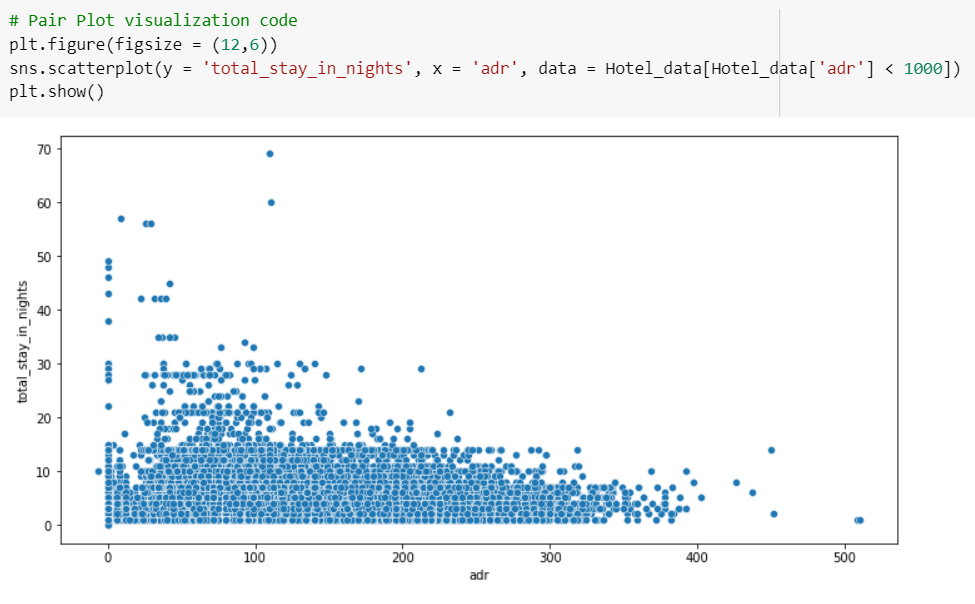 # Pair Plot visualization code
plt.figure(figsize = (12,6))
sns.scatterplot(y = 'total_stay_in_nights', x = 'adr', data = Hotel_data[Hotel_data['adr'] < 1000])
plt.show()
70
60
50
40
30
20
10
0
total_stay_in_nights
0 100 200 300 400 500
adr